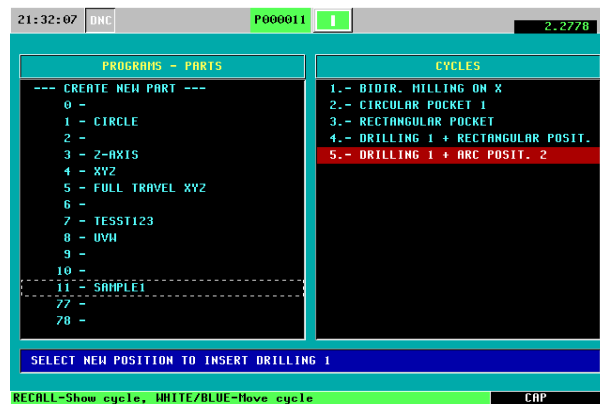 21:32:07 DNC P000011
2.2778
PROGRAMS - PARTS
--- CREATE NEW PART ---
0 -
1 - CIRCLE
2 -
3 - Z-AXIS
4 - XYZ
5 - FULL TRAVEL XYZ
6 -
7 - TESST123
8 - UVW
9 -
10 -
11 - SAMPLE1
77 -
78 -
CYCLES
1.- BIDIR. MILLING ON X
2.- CIRCULAR POCKET 1
3.- RECTANGULAR POCKET
4.- DRILLING 1 + RECTANGULAR POSIT.
5.- DRILLING 1 + ARC POSIT. 2
SELECT NEW POSITION TO INSERT DRILLING 1
RECALL-Show cycle, WHITE/BLUE-Move cycle
CAP